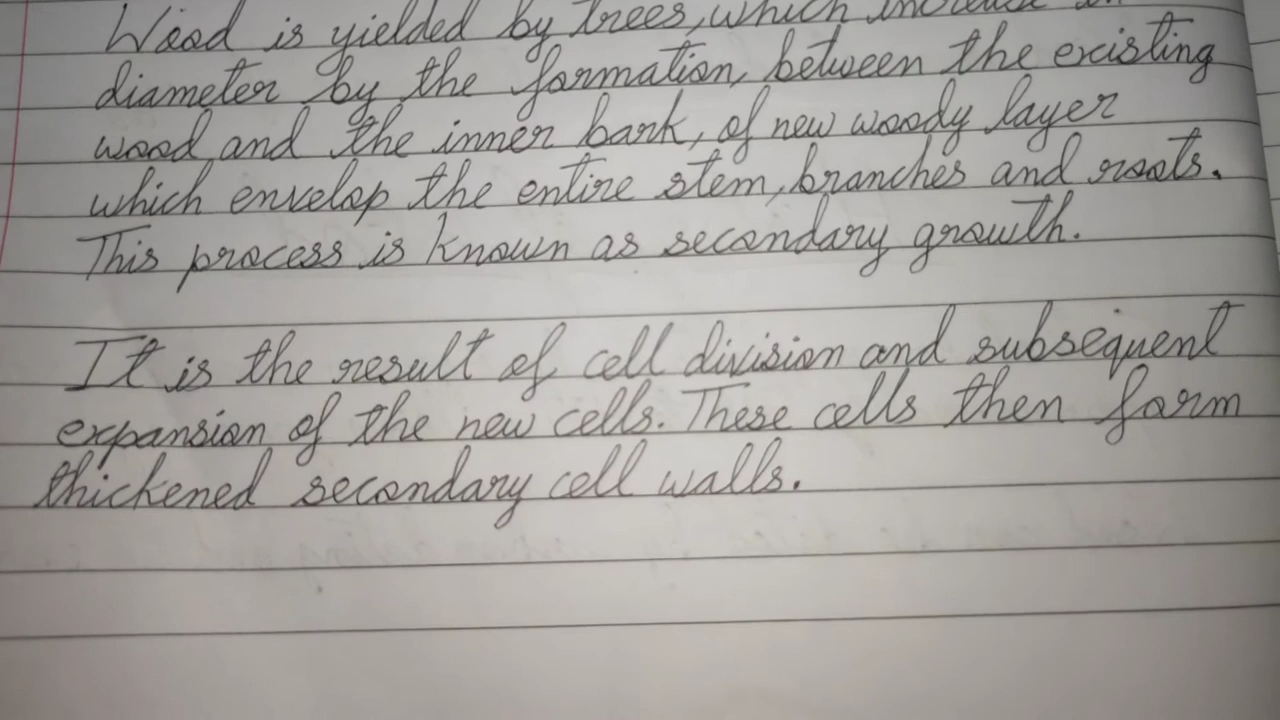 Wood is yielded by trees, which increase in
diameter by the formation, between the existing
wood and the inner bark, of new woody layer
which envelop the entire stem, branches and roots.
This process is known as secondary growth.
It is the result of cell division and subsequent
expansion of the new cells. These cells then form
thickened secondary cell walls.